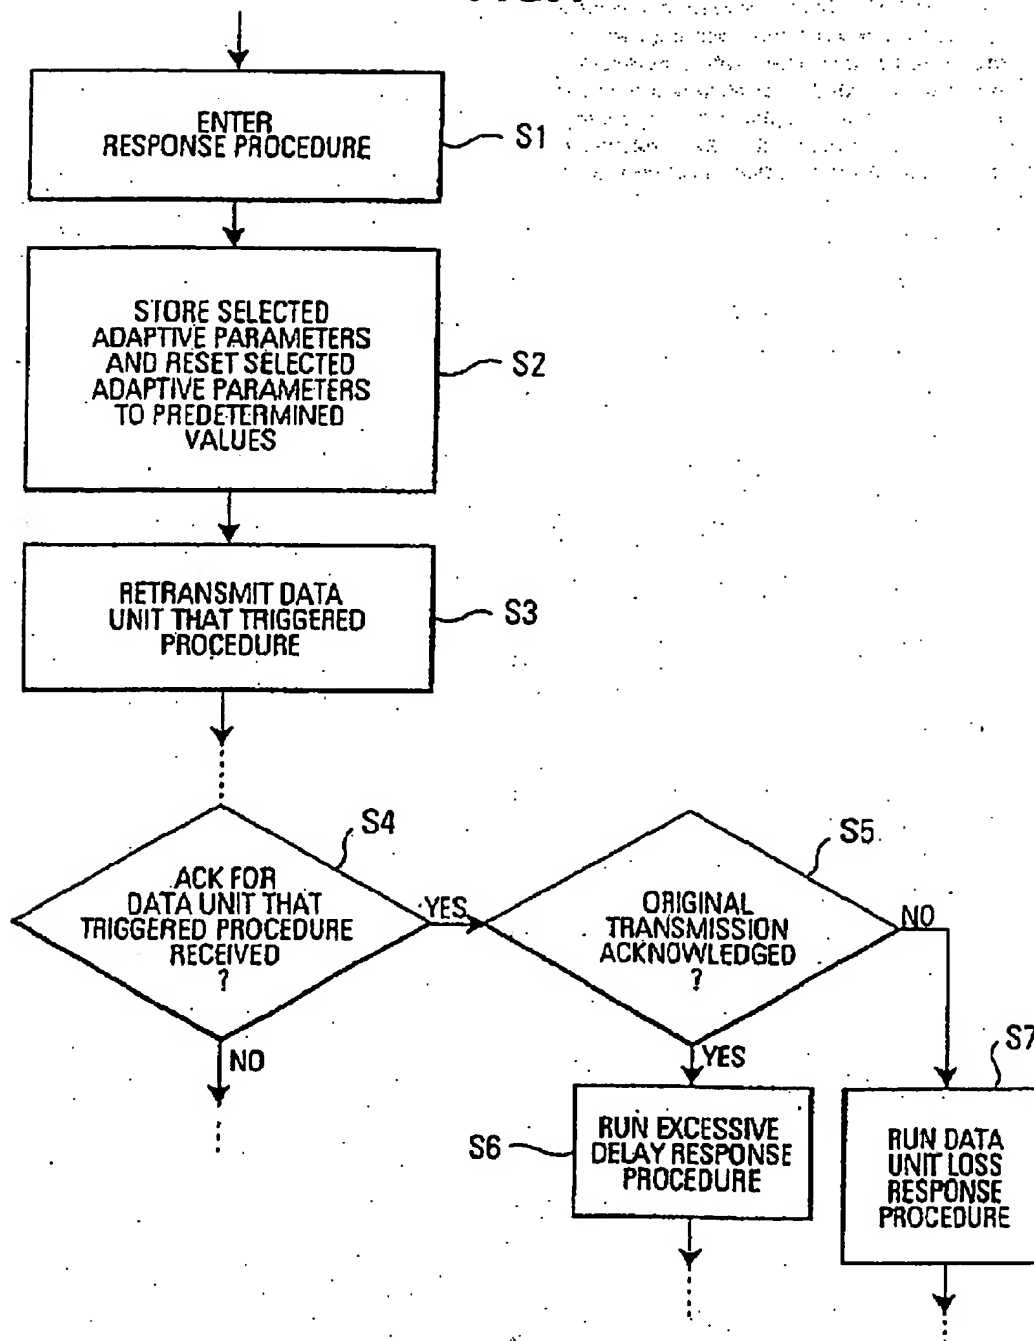 ENTER
RESPONSE PROCEDURE
S1
STORE SELECTED
ADAPTIVE PARAMETERS
AND RESET SELECTED
ADAPTIVE PARAMETERS
TO PREDETERMINED
VALUES
S2
RETRANSMIT DATA
UNIT THAT TRIGGERED
PROCEDURE
S3
S4
ACK FOR
DATA UNIT THAT
TRIGGERED PROCEDURE
RECEIVED
?
YES
NO
S5
ORIGINAL
TRANSMISSION
ACKNOWLEDGED
?
NO
YES
S6
RUN EXCESSIVE
DELAY RESPONSE
PROCEDURE
S7
RUN DATA
UNIT LOSS
RESPONSE
PROCEDURE